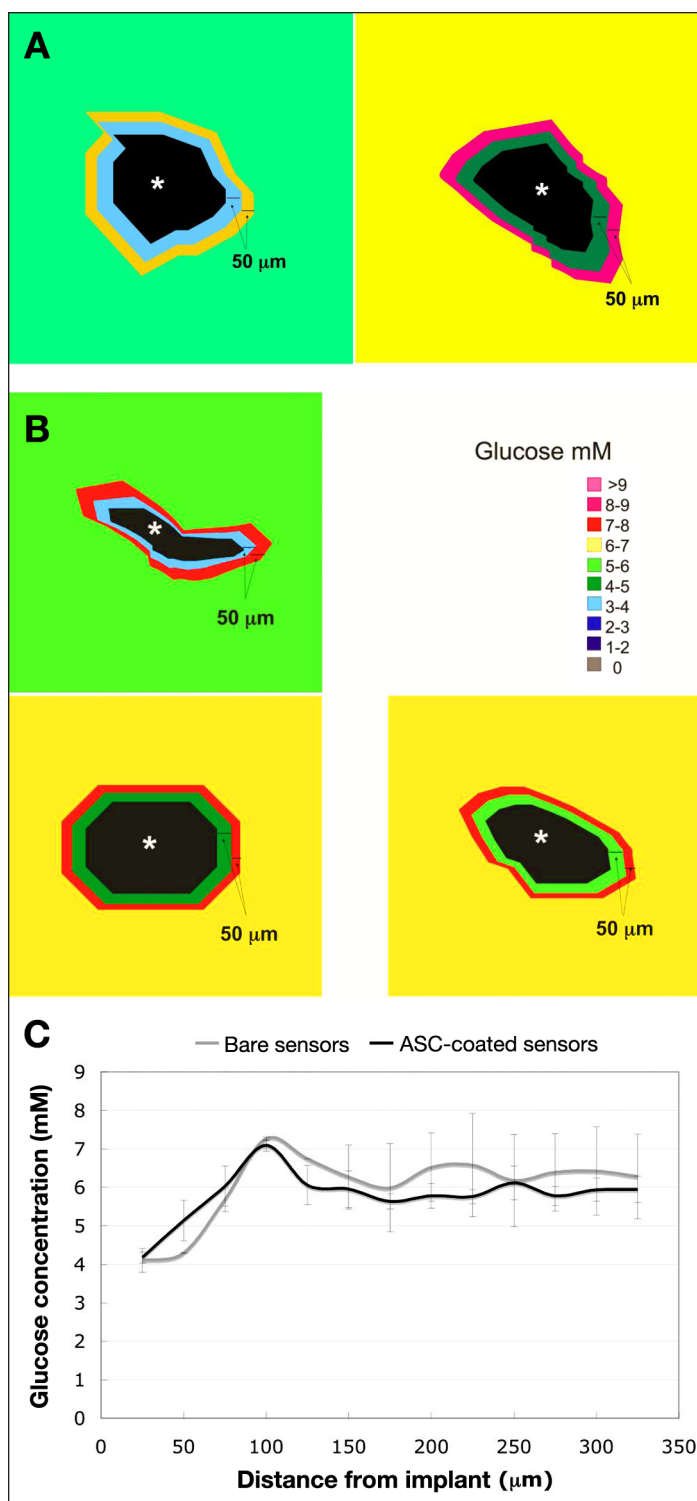 A
*
50 μm
*
50 μm
B
*
50 μm
Glucose mM
>9
8-9
7-8
6-7
5-6
4-5
3-4
2-3
1-2
0
*
50 μm
*
50 μm
C
Bare sensors
ASC-coated sensors
Glucose concentration (mM)
9
8
7
6
5
4
3
2
1
0
0 50 100 150 200 250 300 350
Distance from implant (μm)